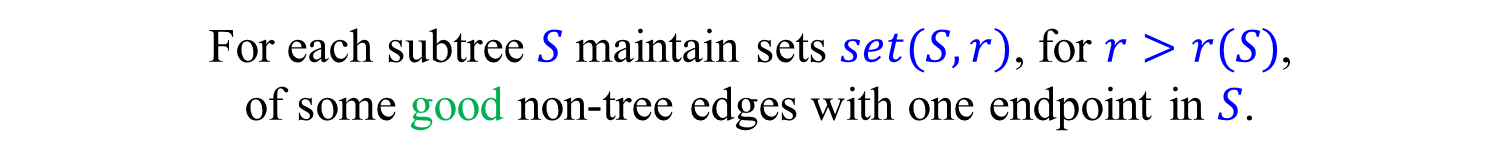 For each subtree S maintain sets set(S, r), for r > r(S),
of some good non-tree edges with one endpoint in S.